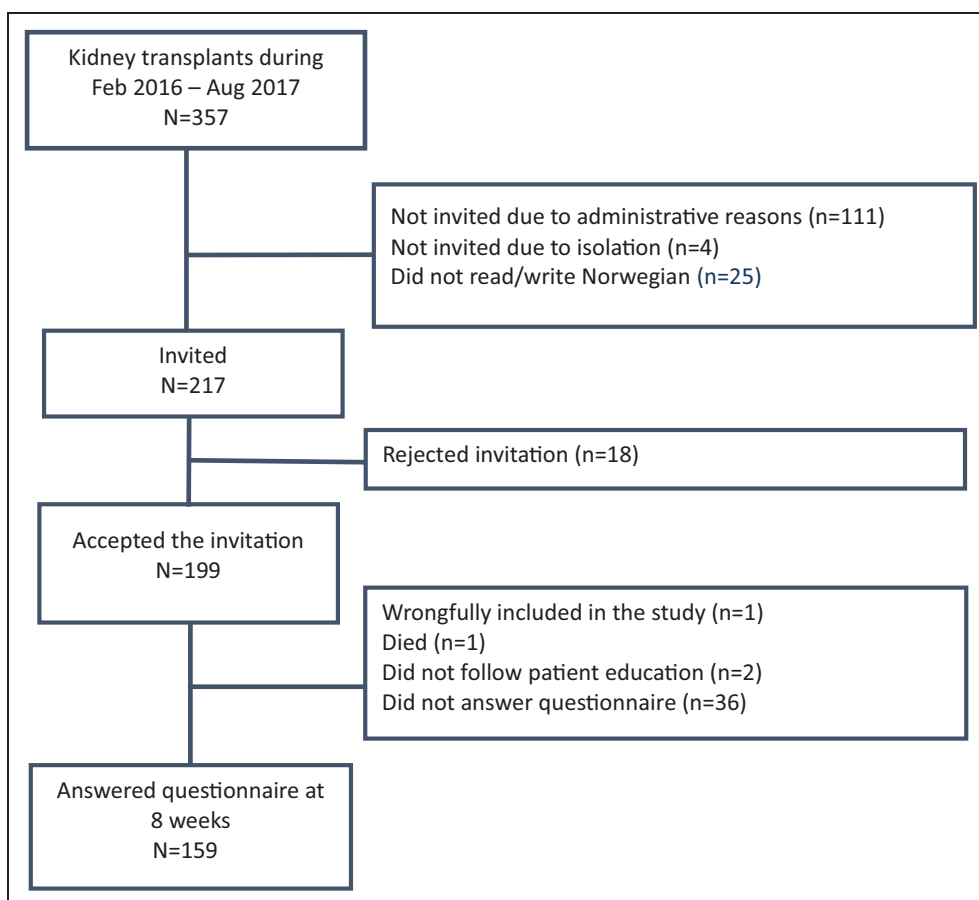 Kidney transplants during
Feb 2016 – Aug 2017
N=357
Not invited due to administrative reasons (n=111)
Not invited due to isolation (n=4)
Did not read/write Norwegian (n=25)
Invited
N=217
Rejected invitation (n=18)
Accepted the invitation
N=199
Wrongfully included in the study (n=1)
Died (n=1)
Did not follow patient education (n=2)
Did not answer questionnaire (n=36)
Answered questionnaire at
8 weeks
N=159